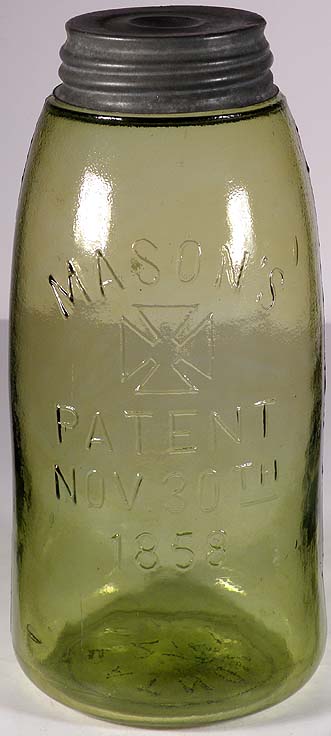 MASON'S
PATENT
NOV. 30TH
1858